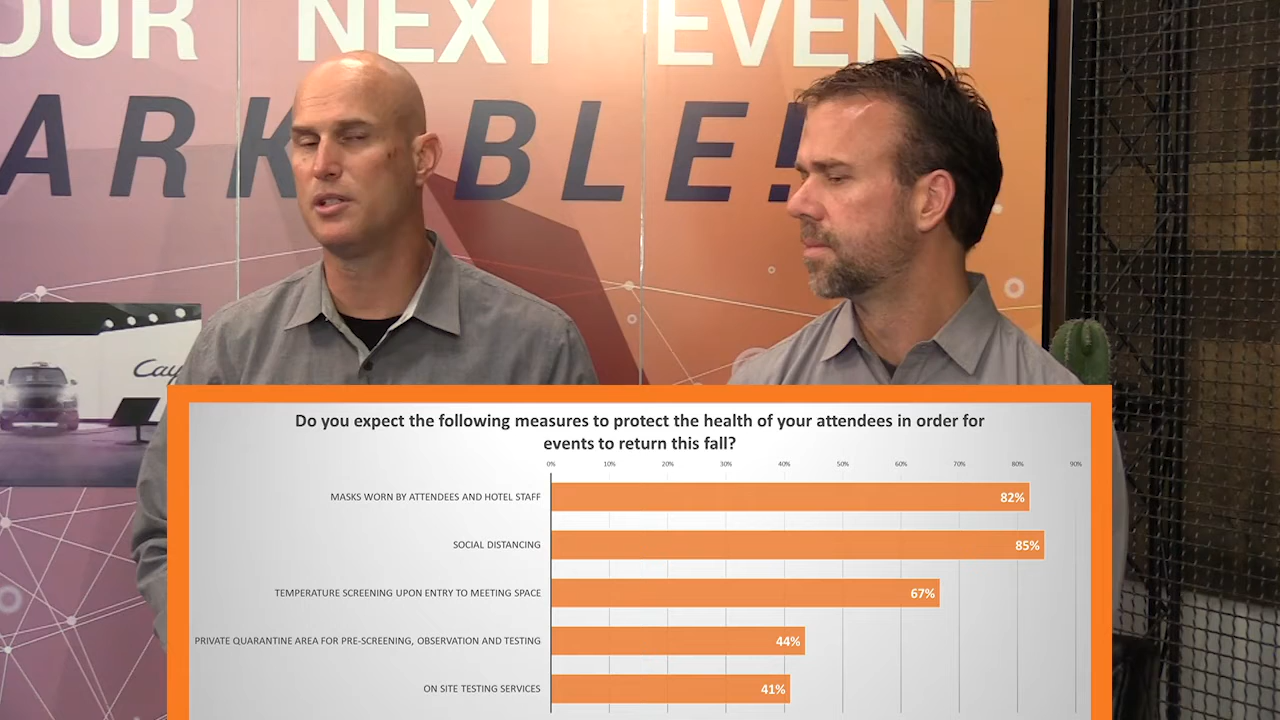 OUR NEXT EVENT
ARK BLE!
Cay
Do you expect the following measures to protect the health of your attendees in order for
events to return this fall?
0% 10% 20% 30% 40% 50% 60% 70% 80% 90%
MASKS WORN BY ATTENDEES AND HOTEL STAFF 82%
SOCIAL DISTANCING 85%
TEMPERATURE SCREENING UPON ENTRY TO MEETING SPACE 67%
PRIVATE QUARANTINE AREA FOR PRE-SCREENING, OBSERVATION AND TESTING 44%
ON SITE TESTING SERVICES 41%